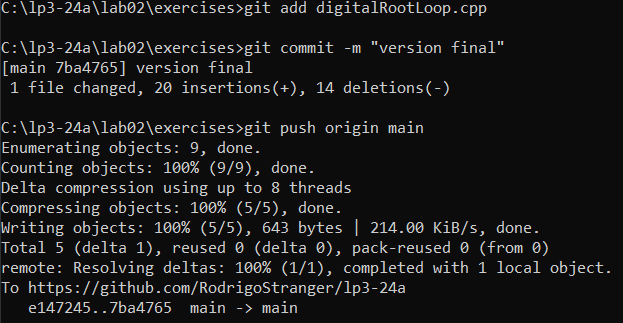 C:\lp3-24a\lab02\exercises>git add digitalRootLoop.cpp
C:\lp3-24a\lab02\exercises>git commit -m "version final"
[main 7ba4765] version final
 1 file changed, 20 insertions(+), 14 deletions(-)
C:\lp3-24a\lab02\exercises>git push origin main
Enumerating objects: 9, done.
Counting objects: 100% (9/9), done.
Delta compression using up to 8 threads
Compressing objects: 100% (5/5), done.
Writing objects: 100% (5/5), 643 bytes | 214.00 KiB/s, done.
Total 5 (delta 1), reused 0 (delta 0), pack-reused 0 (from 0)
remote: Resolving deltas: 100% (1/1), completed with 1 local object.
To https://github.com/RodrigoStranger/lp3-24a
   e147245..7ba4765  main -> main